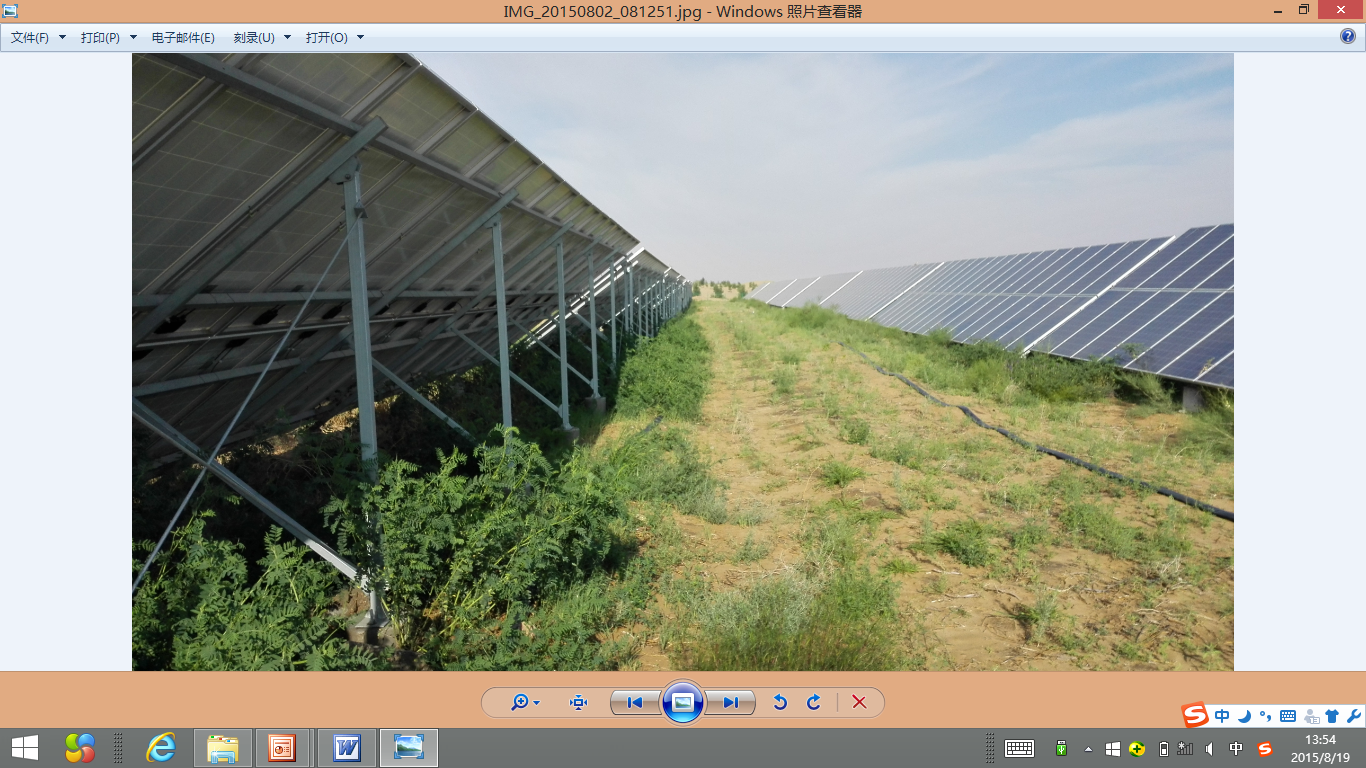 IMG_20150802_081251.jpg - Windows 照片查看器
文件(F) 打印(P) 电子邮件(E) 刻录(U) 打开(O)
中
中
13:54
2015/8/19